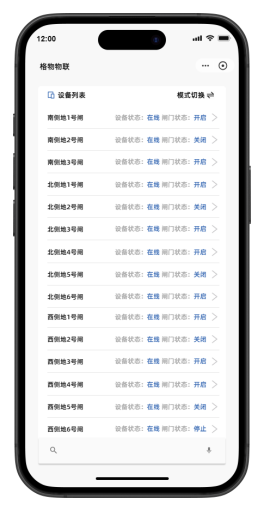 12:00
格物物联
设备列表 模式切换
南侧地1号闸 设备状态：在线 闸门状态：开启
南侧地2号闸 设备状态：在线 闸门状态：关闭
南侧地3号闸 设备状态：在线 闸门状态：开启
北侧地1号闸 设备状态：在线 闸门状态：开启
北侧地2号闸 设备状态：在线 闸门状态：关闭
北侧地3号闸 设备状态：在线 闸门状态：开启
北侧地4号闸 设备状态：在线 闸门状态：开启
北侧地5号闸 设备状态：在线 闸门状态：关闭
北侧地6号闸 设备状态：在线 闸门状态：开启
西侧地1号闸 设备状态：在线 闸门状态：开启
西侧地2号闸 设备状态：在线 闸门状态：关闭
西侧地3号闸 设备状态：在线 闸门状态：开启
西侧地4号闸 设备状态：在线 闸门状态：开启
西侧地5号闸 设备状态：在线 闸门状态：关闭
西侧地6号闸 设备状态：在线 闸门状态：停止